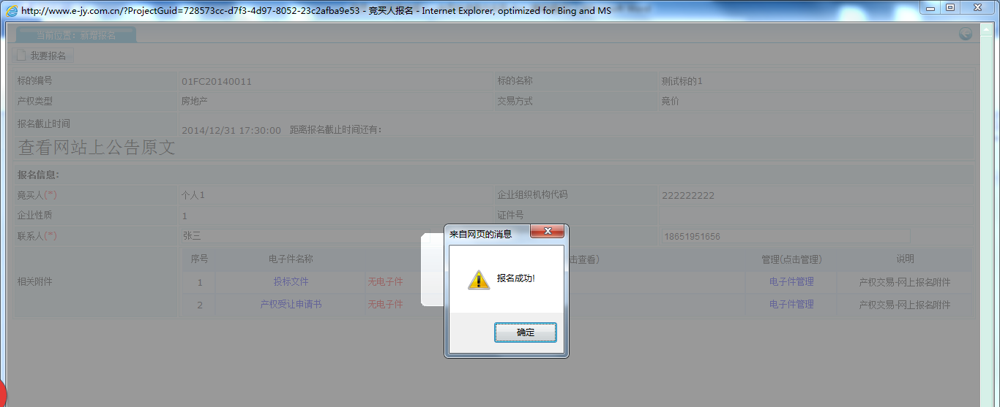 http://www.e-jy.com.cn/?ProjectGuid=728573cc-d7f3-4d97-8052-23c2afba9e53 - 竞买人报名 - Internet Explorer, optimized for Bing and MS
当前位置：新增报名
我要报名
标的编号 01FC20140011 标的名称 测试标的1
产权类型 房地产 交易方式 竞价
报名截止时间 2014/12/31 17:30:00 距离报名截止时间还有：
查看网站上公告原文
报名信息：
竞买人(*) 个人1 企业组织机构代码 222222222
企业性质 1 证件号
联系人(*) 张三 18651951656
来自网页的消息
报名成功!
确定
序号 电子件名称 击查看) 管理(点击管理) 说明
相关附件
1 投标文件 无电子件 电子件管理 产权交易-网上报名附件
2 产权受让申请书 无电子件 电子件管理 产权交易-网上报名附件